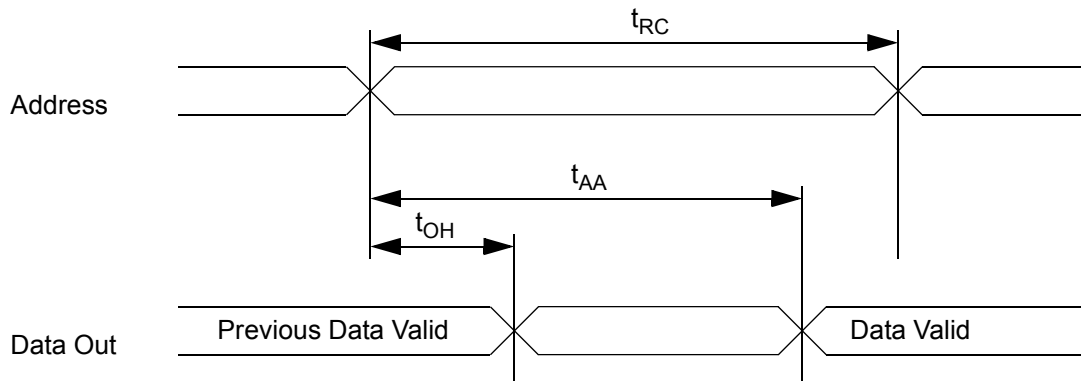 tRC
Address
tAA
tOH
Previous Data Valid
Data Valid
Data Out